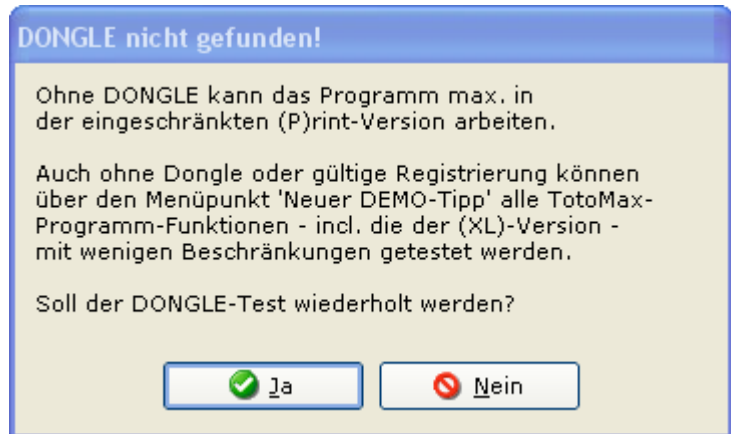 DONGLE nicht gefunden!
Ohne DONGLE kann das Programm max. in
der eingeschränkten (P)rint-Version arbeiten.
Auch ohne Dongle oder gültige Registrierung können
über den Menüpunkt 'Neuer DEMO-Tipp' alle TotoMax-
Programm-Funktionen - incl. die der (XL)-Version -
mit wenigen Beschränkungen getestet werden.
Soll der DONGLE-Test wiederholt werden?
Ja
Nein